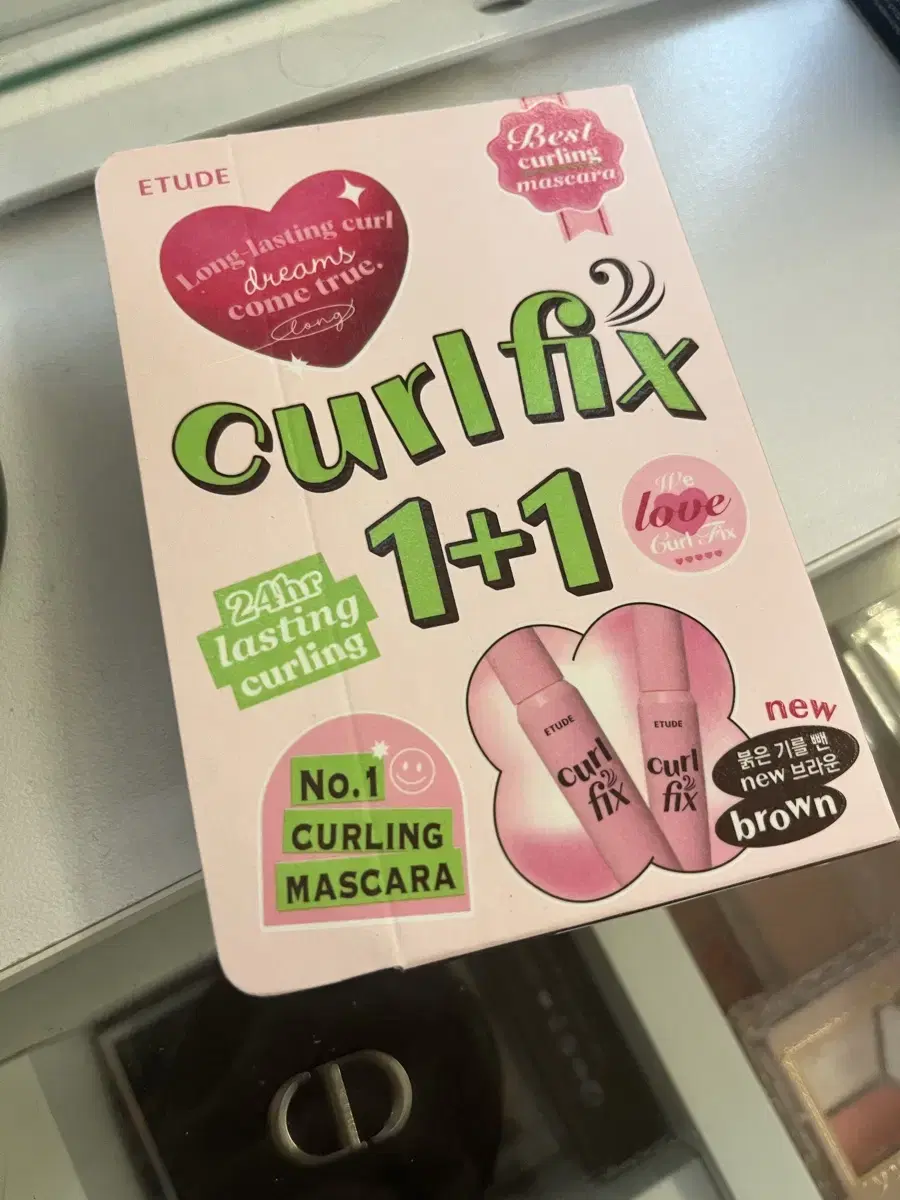 ETUDE
Best
curling
mascara
Long-lasting curl
dreams
come true.
long
curl fix
1+1
We
love
Curl Fix
24hr
lasting
curling
No.1
CURLING
MASCARA
ETUDE
curl
fix
ETUDE
curl
fix
new
붉은 기를 뺀
new 브라운
brown